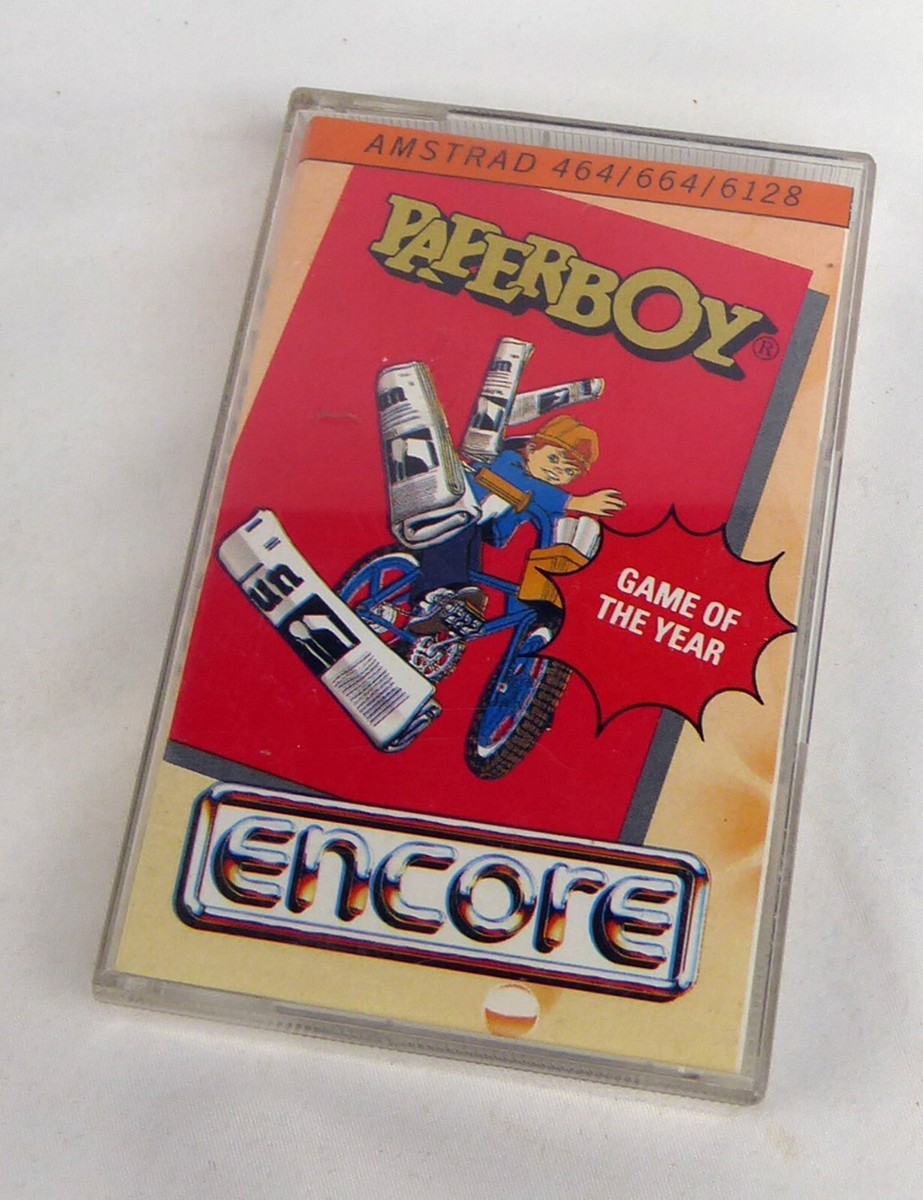 AMSTRAD 464/664/6128
PAPERBOY®
GAME OF
THE YEAR
encore